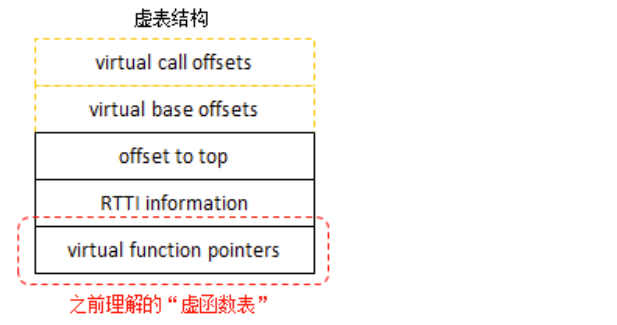 虚表结构
virtual call offsets
virtual base offsets
offset to top
RTTI information
virtual function pointers
之前理解的“虚函数表”